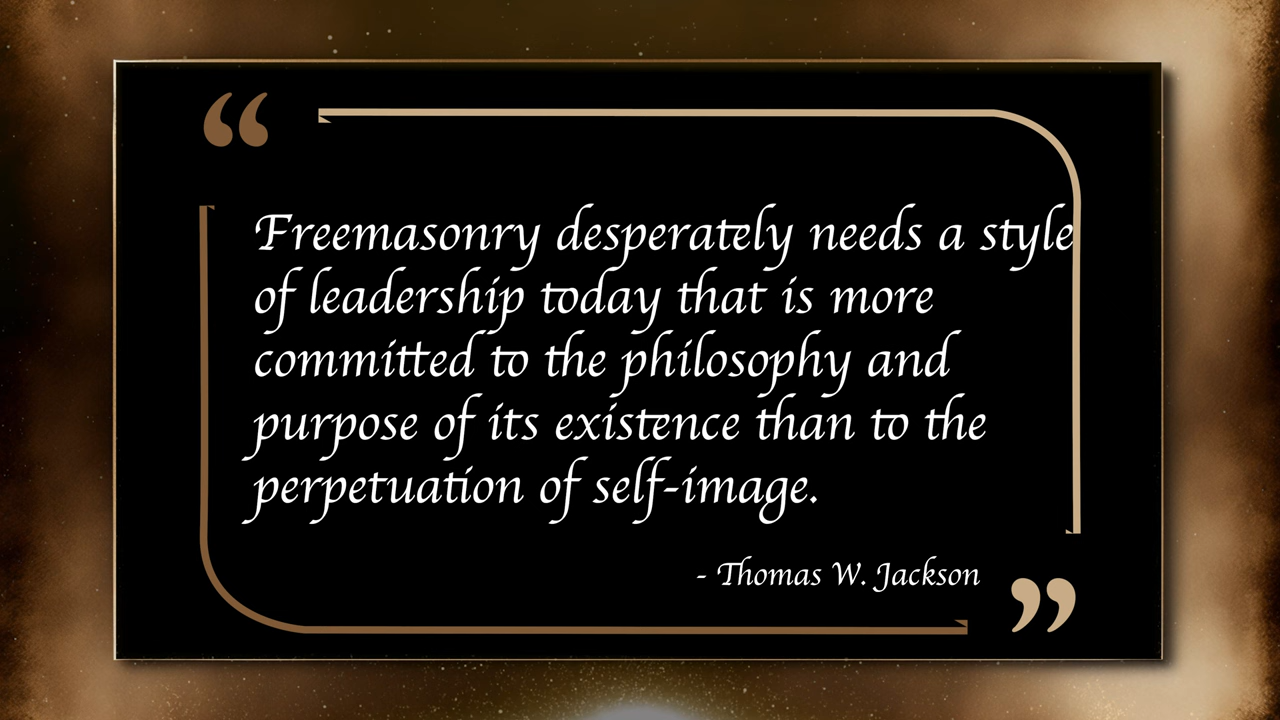 “
Freemasonry desperately needs a style
of leadership today that is more
committed to the philosophy and
purpose of its existence than to the
perpetuation of self-image.
- Thomas W. Jackson
”